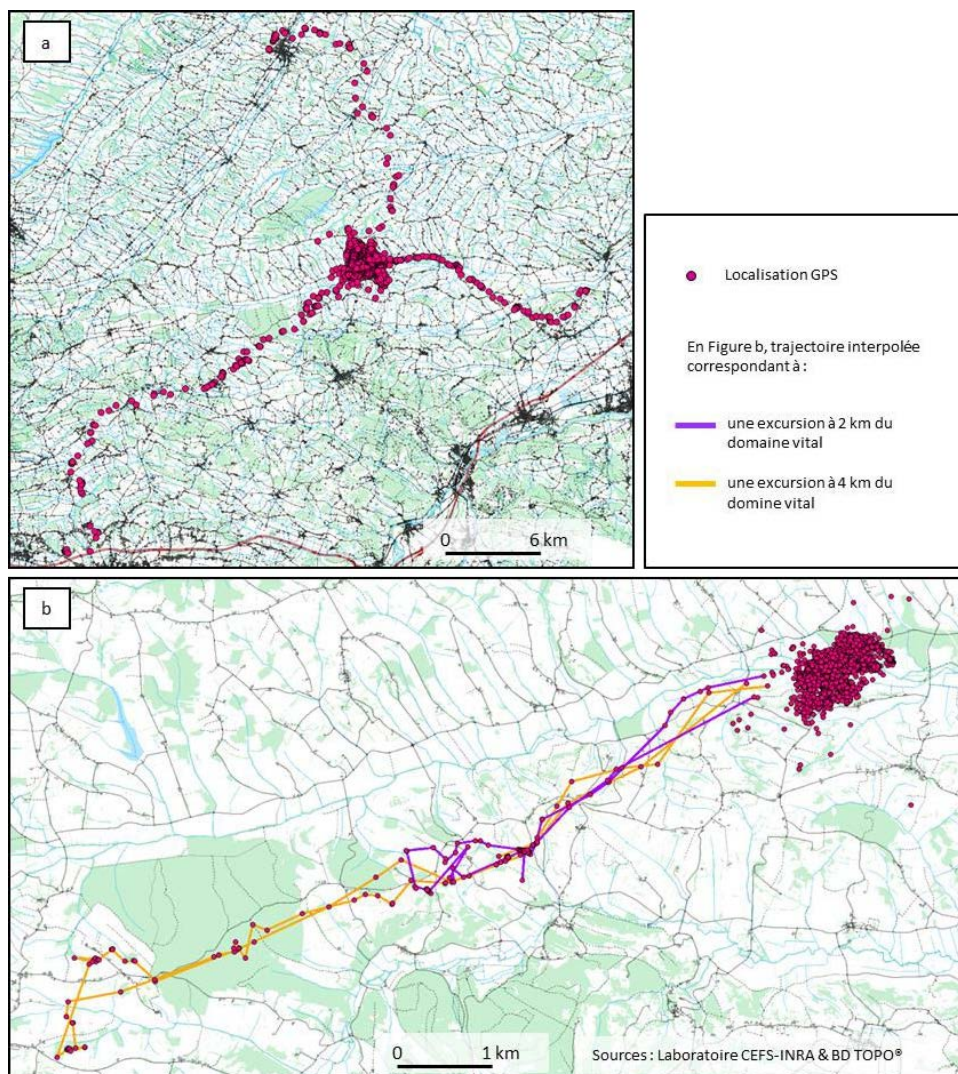 a
0 6 km
Localisation GPS
En Figure b, trajectoire interpolée
correspondant à :
une excursion à 2 km du
domaine vital
une excursion à 4 km du
domine vital
b
0 1 km
Sources : Laboratoire CEFS-INRA & BD TOPO®